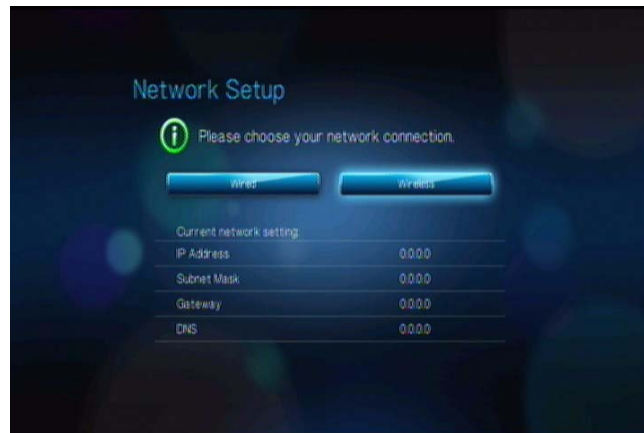 Network Setup
Please choose your network connection.
Wired Wireless
Current network setting:
IP Address 0.0.0.0
Subnet Mask 0.0.0.0
Gateway 0.0.0.0
DNS 0.0.0.0